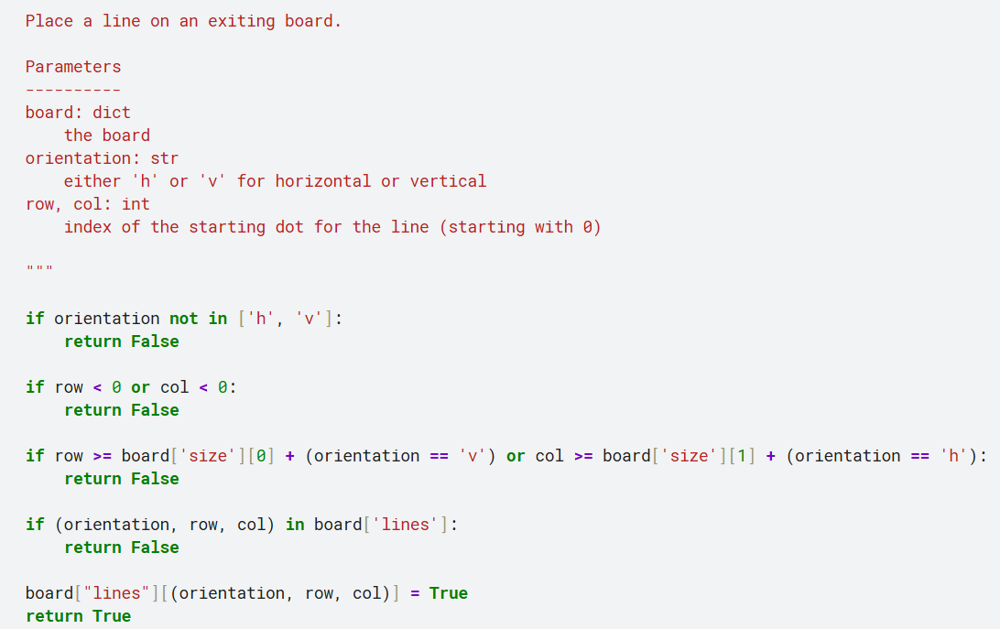 Place a line on an exiting board.
Parameters
----------
board: dict
    the board
orientation: str
    either 'h' or 'v' for horizontal or vertical
row, col: int
    index of the starting dot for the line (starting with 0)
"""
if orientation not in ['h', 'v']:
    return False
if row < 0 or col < 0:
    return False
if row >= board['size'][0] + (orientation == 'v') or col >= board['size'][1] + (orientation == 'h'):
    return False
if (orientation, row, col) in board['lines']:
    return False
board["lines"][(orientation, row, col)] = True
return True